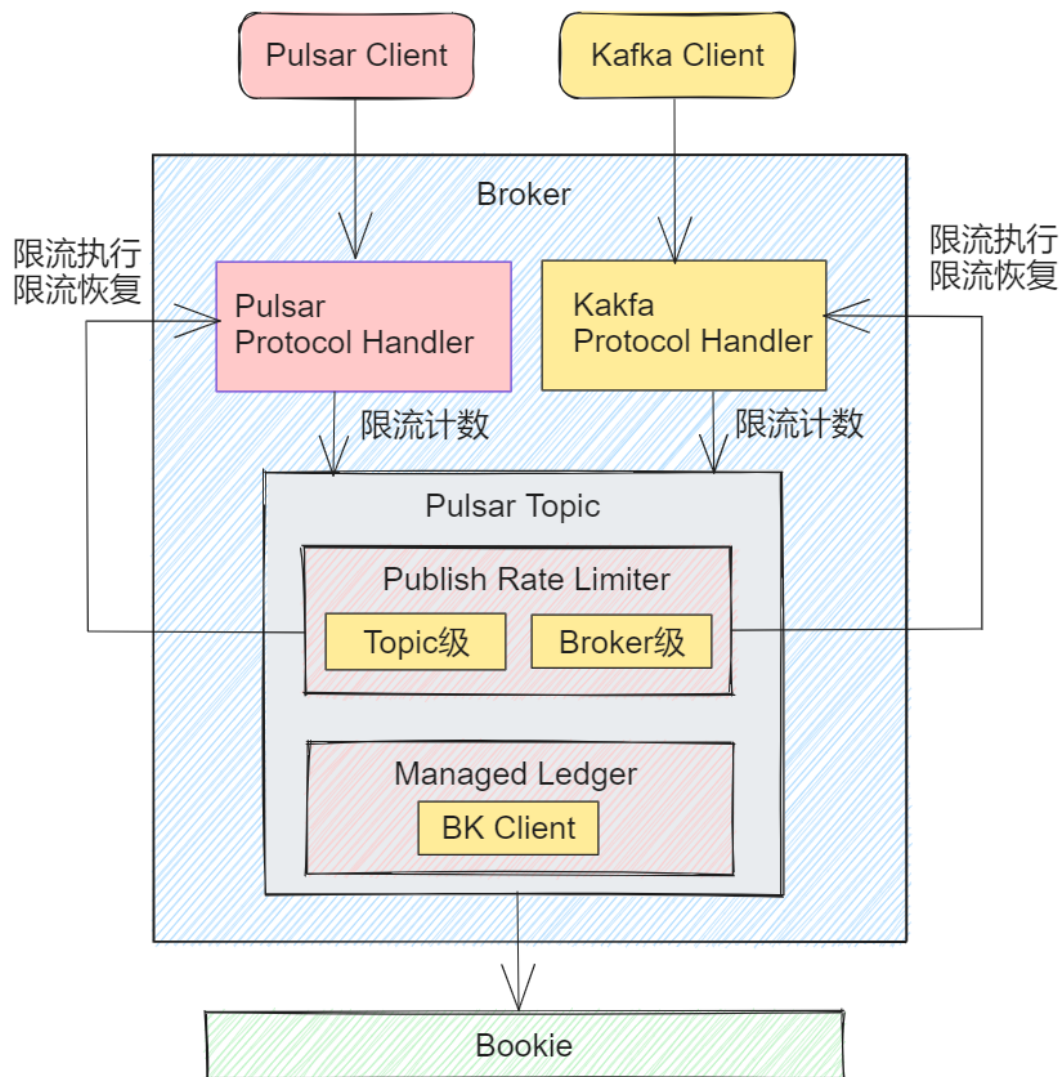 Pulsar Client
Kafka Client
Broker
限流执行
限流恢复
限流执行
限流恢复
Pulsar
Protocol Handler
Kakfa
Protocol Handler
限流计数
限流计数
Pulsar Topic
Publish Rate Limiter
Topic级
Broker级
Managed Ledger
BK Client
Bookie